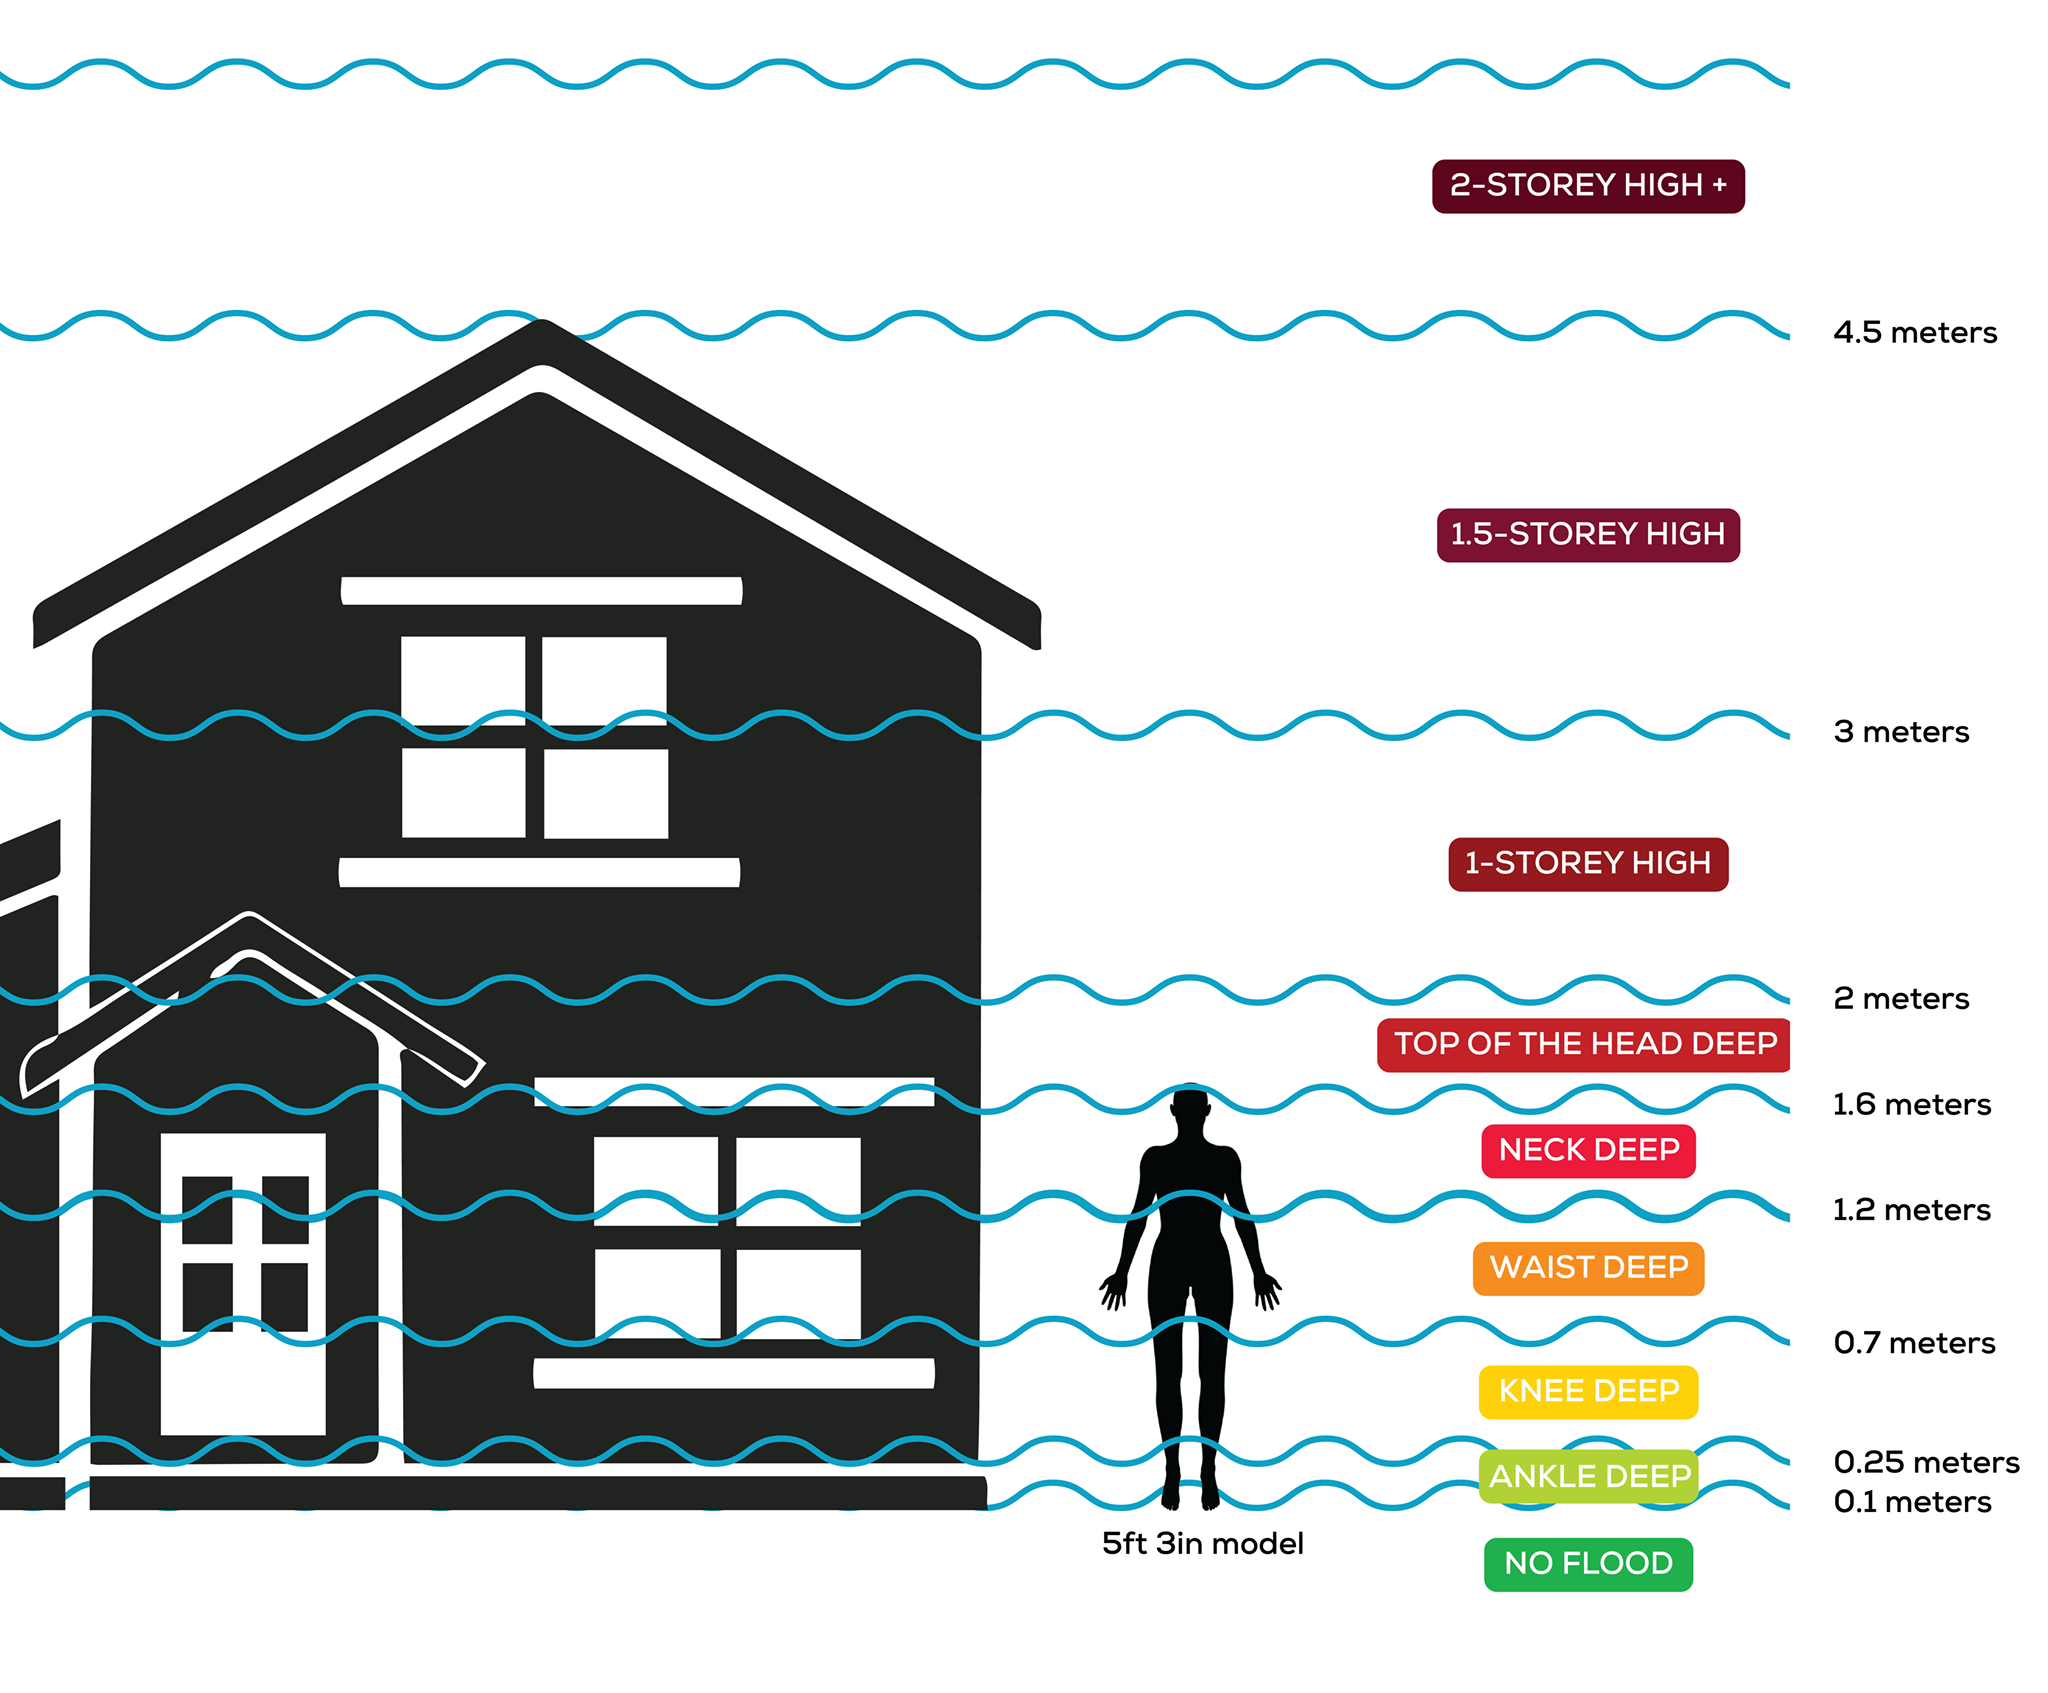 2-STOREY HIGH +
4.5 meters
1.5-STOREY HIGH
3 meters
1-STOREY HIGH
2 meters
TOP OF THE HEAD DEEP
1.6 meters
NECK DEEP
1.2 meters
WAIST DEEP
0.7 meters
KNEE DEEP
0.25 meters
ANKLE DEEP
0.1 meters
5ft 3in model
NO FLOOD